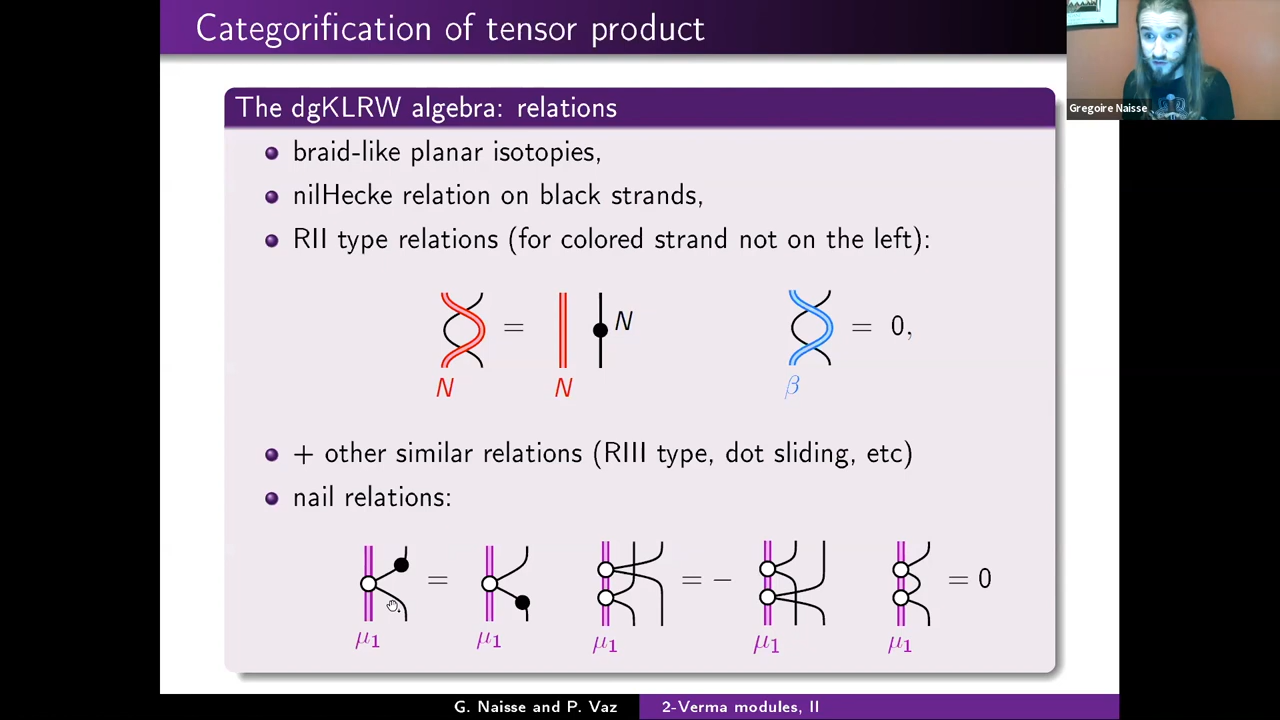 Categorification of tensor product
Gregoire Naisse
The dgKLRW algebra: relations
braid-like planar isotopies,
nilHecke relation on black strands,
RII type relations (for colored strand not on the left):
= N = 0,
N N β
+ other similar relations (RIII type, dot sliding, etc)
nail relations:
= = − = 0
μ₁ μ₁ μ₁ μ₁ μ₁
G. Naisse and P. Vaz 2-Verma modules, II